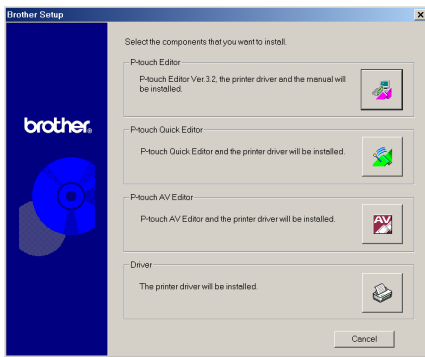 Brother Setup
Select the components that you want to install.
P-touch Editor
P-touch Editor Ver.3.2, the printer driver and the manual will
be installed.
brother®
P-touch Quick Editor
P-touch Quick Editor and the printer driver will be installed.
P-touch AV Editor
P-touch AV Editor and the printer driver will be installed.
AV
Driver
The printer driver will be installed.
Cancel